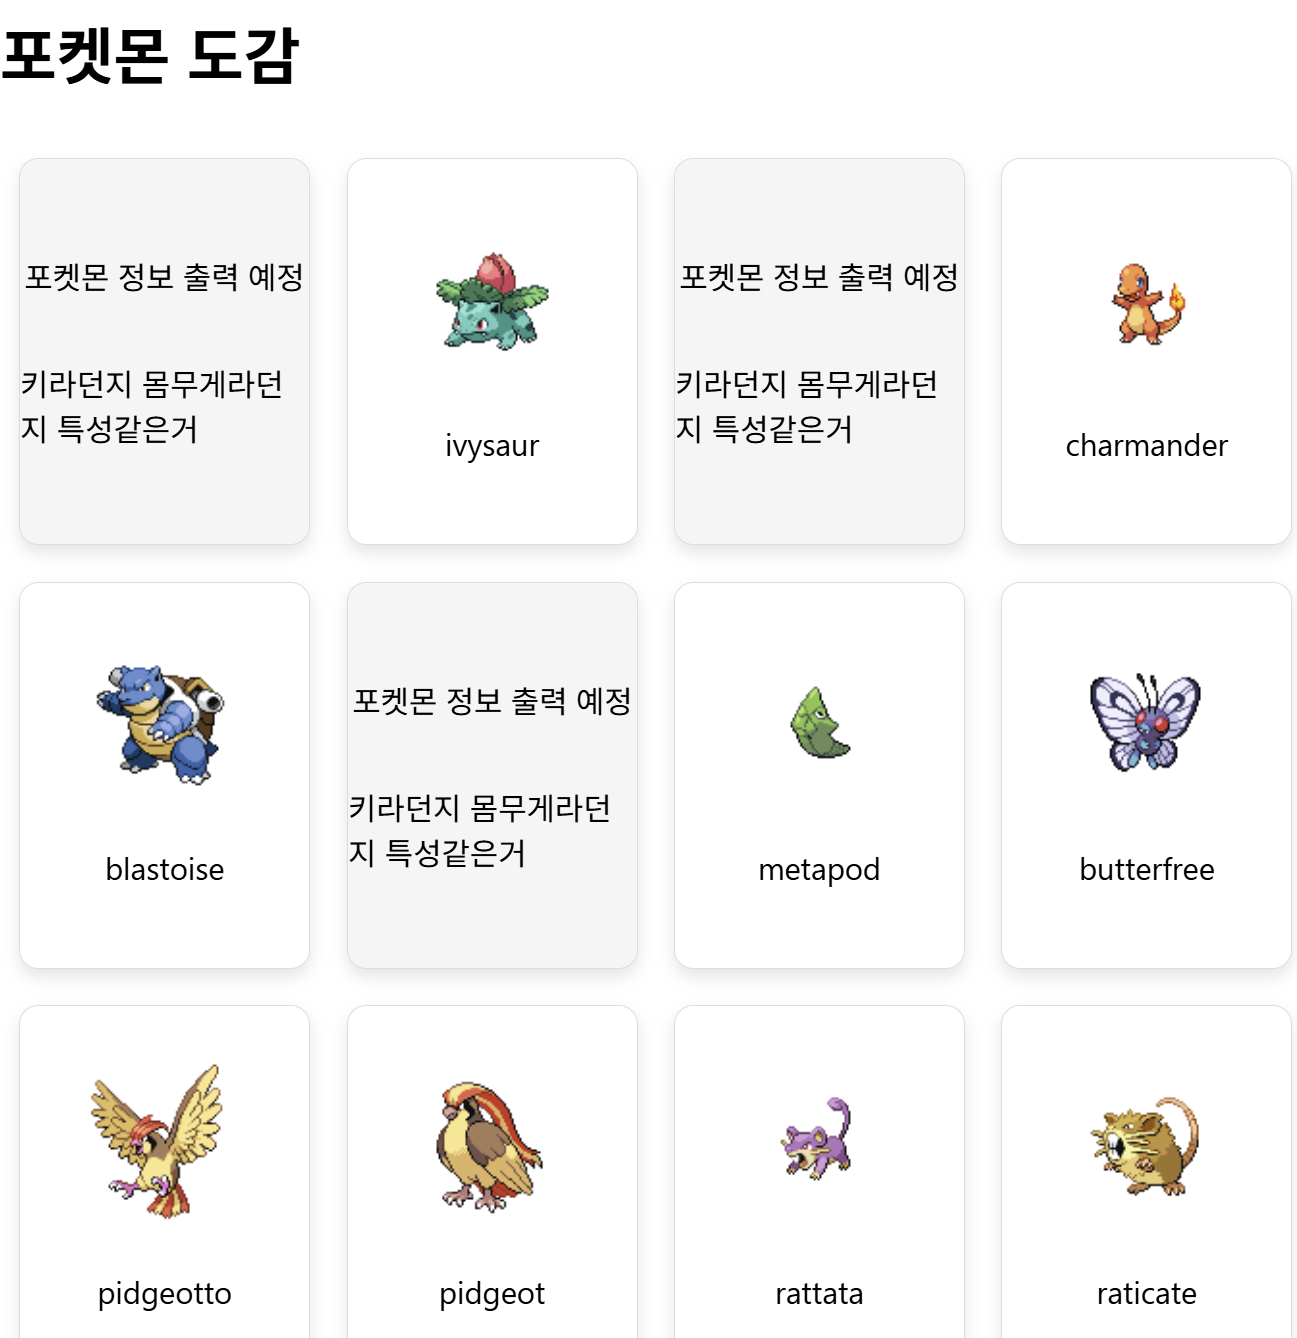 포켓몬 도감
포켓몬 정보 출력 예정
키라던지 몸무게라던
지 특성같은거
ivysaur
포켓몬 정보 출력 예정
키라던지 몸무게라던
지 특성같은거
charmander
blastoise
포켓몬 정보 출력 예정
키라던지 몸무게라던
지 특성같은거
metapod
butterfree
pidgeotto
pidgeot
rattata
raticate